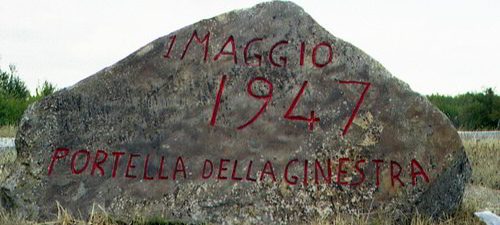 1 MAGGIO
1947
PORTELLA DELLA GINESTRA